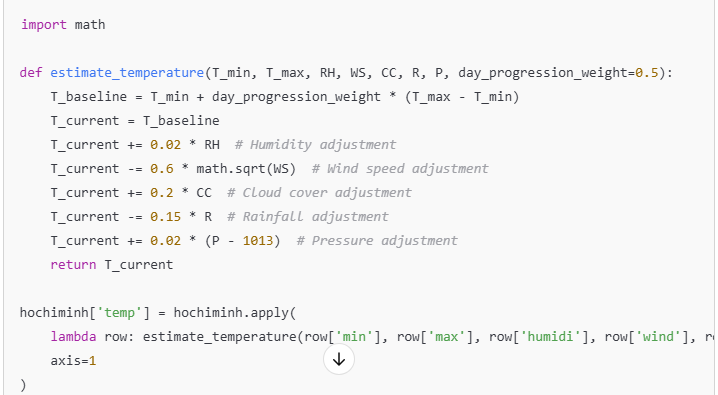 import math
def estimate_temperature(T_min, T_max, RH, WS, CC, R, P, day_progression_weight=0.5):
    T_baseline = T_min + day_progression_weight * (T_max - T_min)
    T_current = T_baseline
    T_current += 0.02 * RH  # Humidity adjustment
    T_current -= 0.6 * math.sqrt(WS)  # Wind speed adjustment
    T_current += 0.2 * CC  # Cloud cover adjustment
    T_current -= 0.15 * R  # Rainfall adjustment
    T_current += 0.02 * (P - 1013)  # Pressure adjustment
    return T_current
hochiminh['temp'] = hochiminh.apply(
    lambda row: estimate_temperature(row['min'], row['max'], row['humidi'], row['wind'],
    axis=1
)